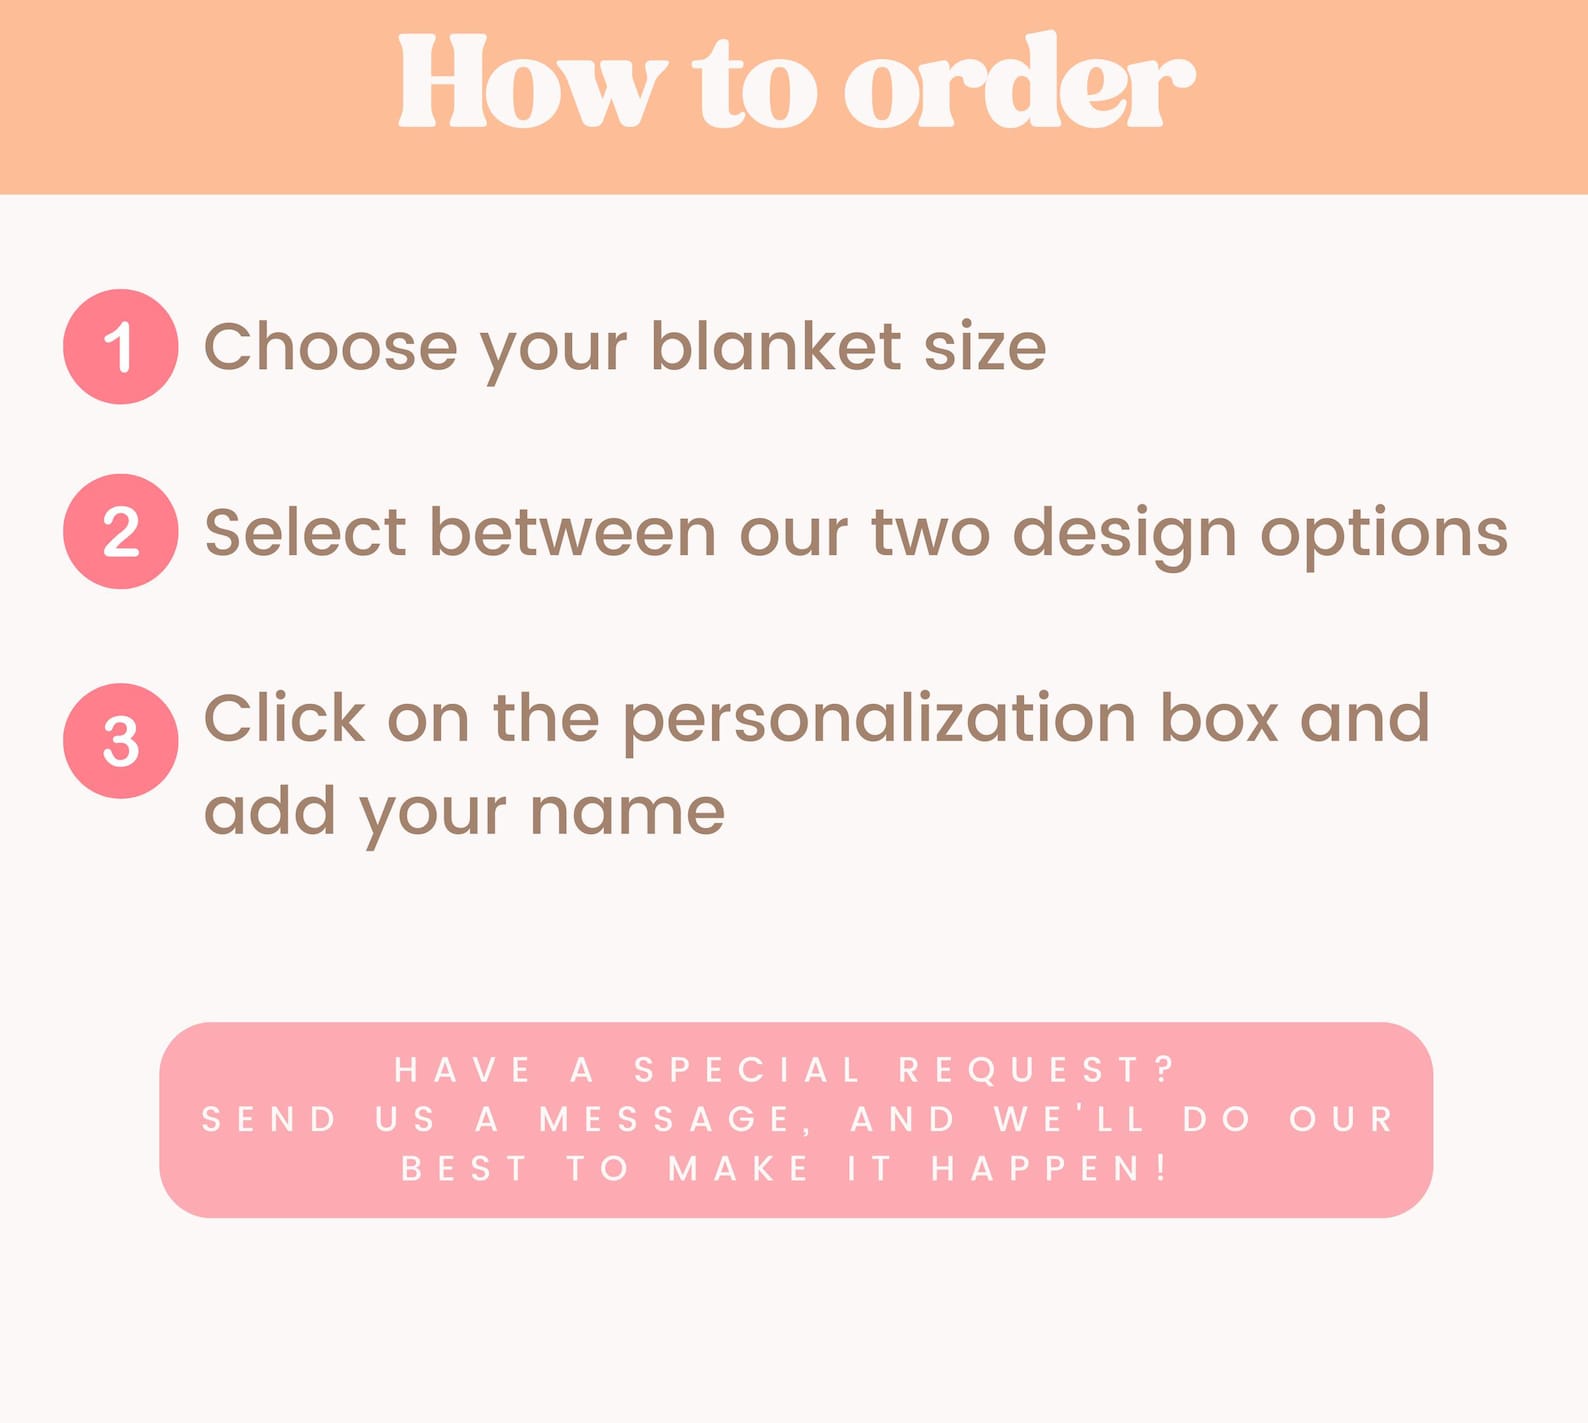 How to order
1 Choose your blanket size
2 Select between our two design options
3 Click on the personalization box and
add your name
HAVE A SPECIAL REQUEST?
SEND US A MESSAGE, AND WE'LL DO OUR
BEST TO MAKE IT HAPPEN!